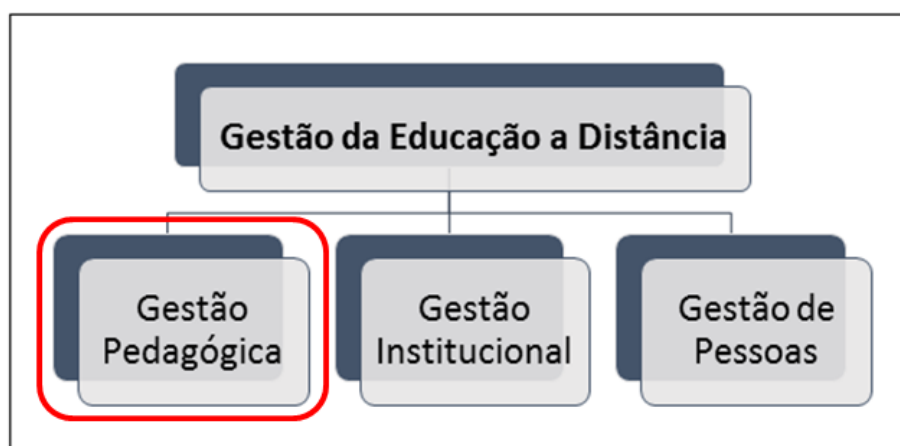 Gestão da Educação a Distância
Gestão
Pedagógica
Gestão
Institucional
Gestão de
Pessoas